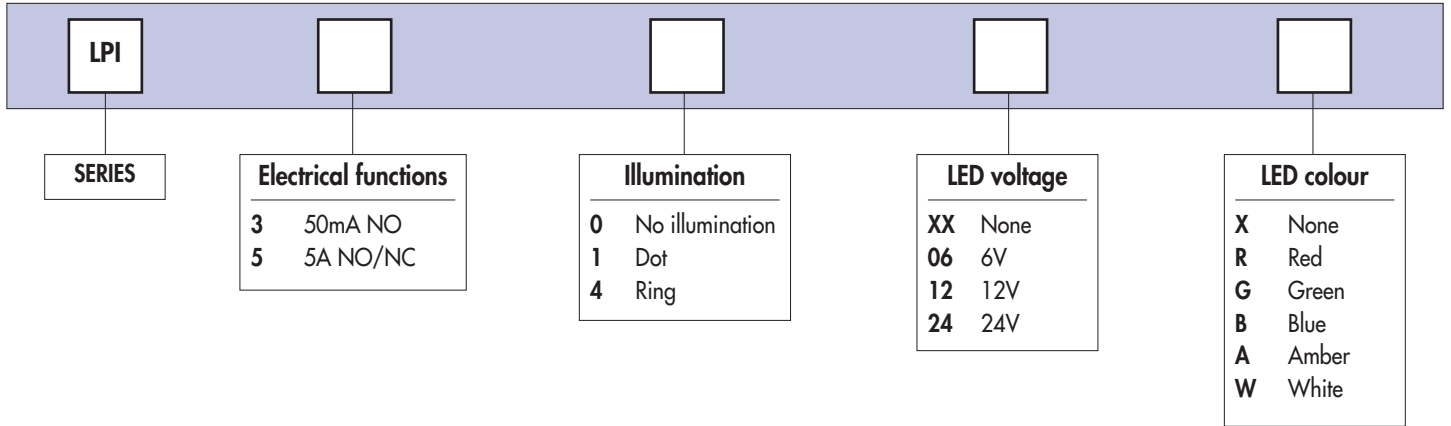 LPI
SERIES
Electrical functions
3 50mA NO
5 5A NO/NC
Illumination
0 No illumination
1 Dot
4 Ring
LED voltage
XX None
06 6V
12 12V
24 24V
LED colour
X None
R Red
G Green
B Blue
A Amber
W White